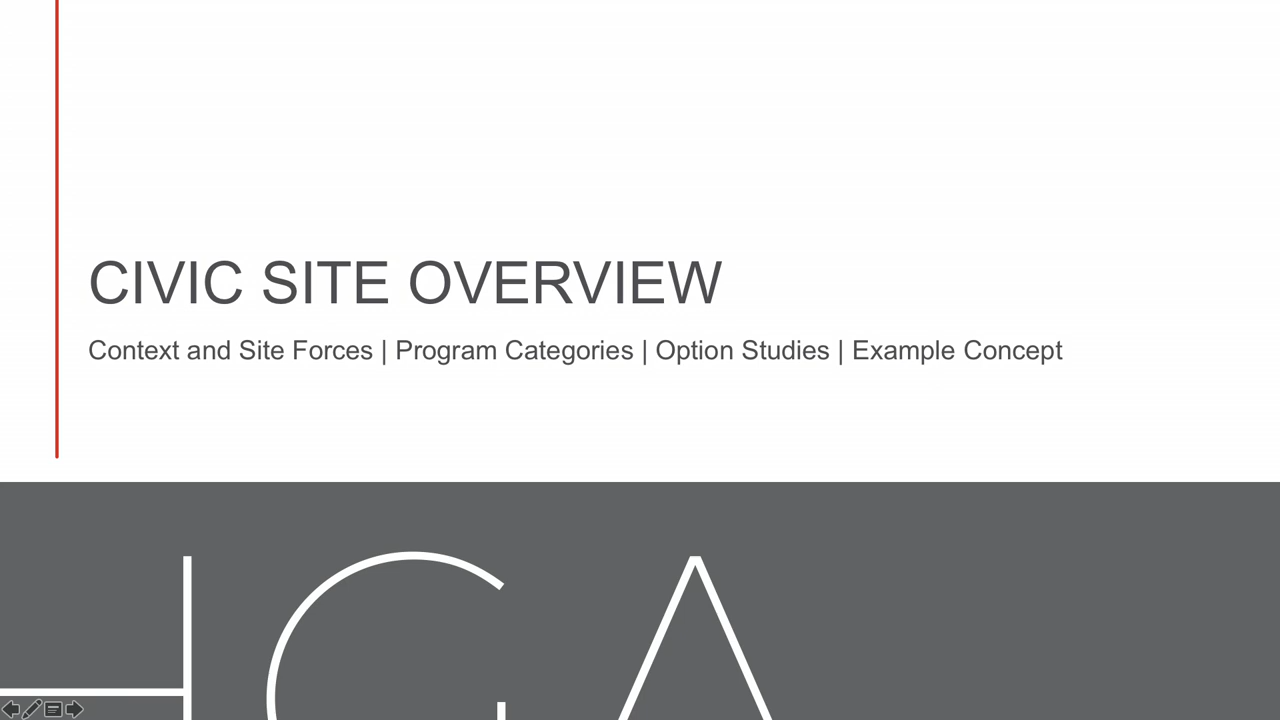 CIVIC SITE OVERVIEW
Context and Site Forces | Program Categories | Option Studies | Example Concept
HGA